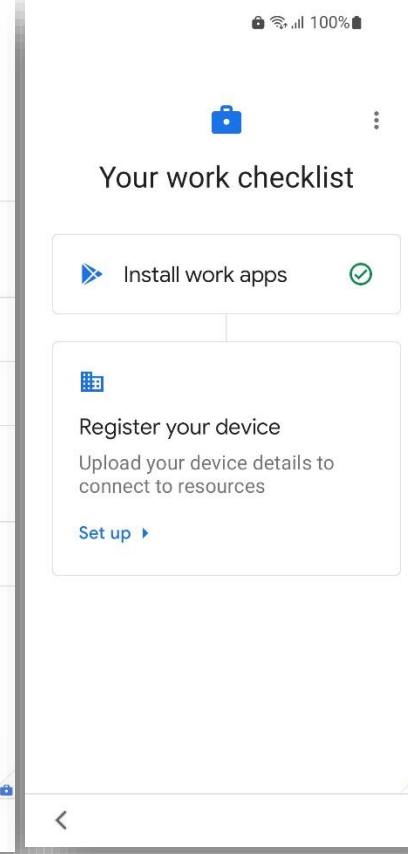 100%
Your work checklist
Install work apps
Register your device
Upload your device details to
connect to resources
Set up